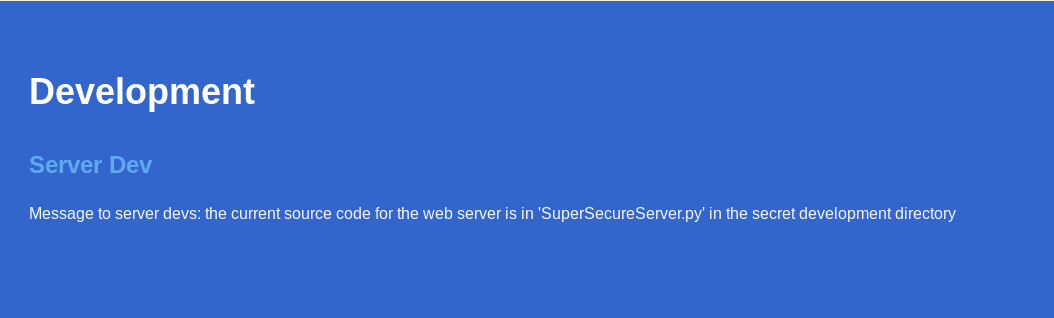 Development
Server Dev
Message to server devs: the current source code for the web server is in 'SuperSecureServer.py' in the secret development directory